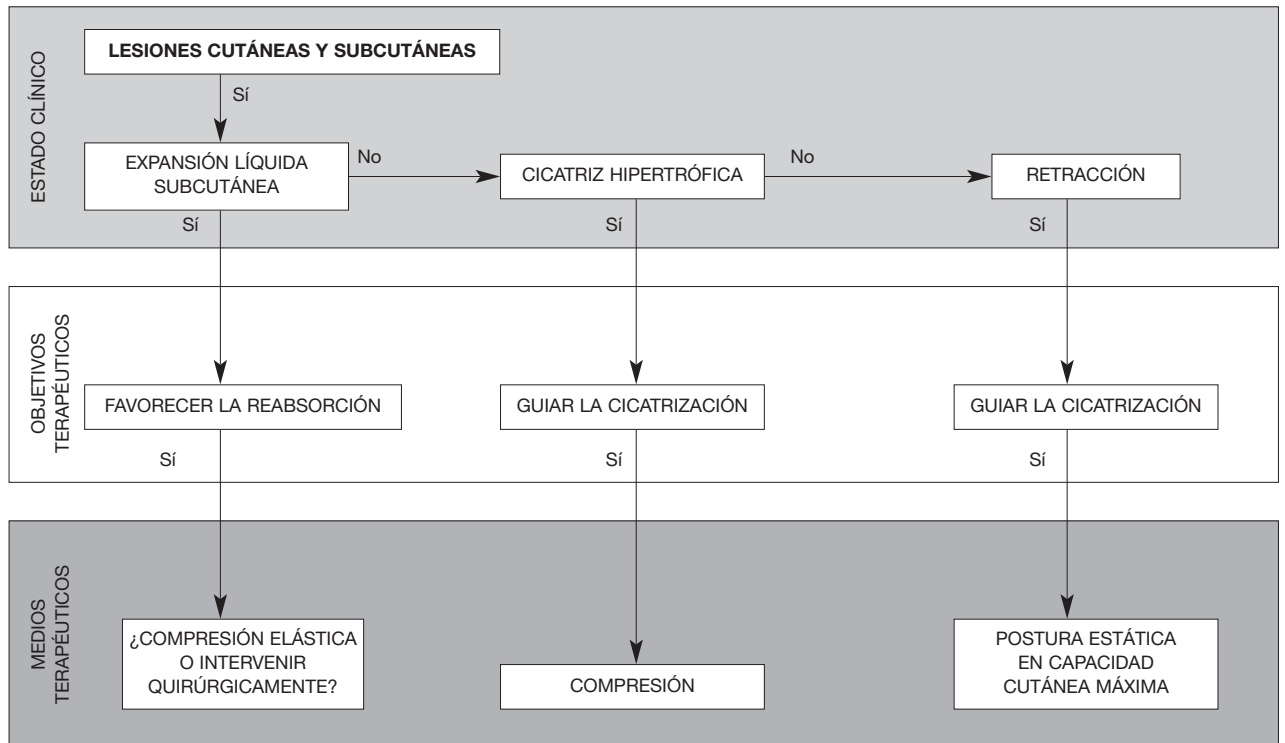 ESTADO CLÍNICO
LESIONES CUTÁNEAS Y SUBCUTÁNEAS
Sí
EXPANSIÓN LÍQUIDA
SUBCUTÁNEA
No
CICATRIZ HIPERTRÓFICA
No
RETRACCIÓN
Sí
Sí
Sí
OBJETIVOS
TERAPÉUTICOS
FAVORECER LA REABSORCIÓN
GUIAR LA CICATRIZACIÓN
GUIAR LA CICATRIZACIÓN
Sí
Sí
Sí
MEDIOS
TERAPÉUTICOS
¿COMPRESIÓN ELÁSTICA
O INTERVENIR
QUIRÚRGICAMENTE?
COMPRESIÓN
POSTURA ESTÁTICA
EN CAPACIDAD
CUTÁNEA MÁXIMA